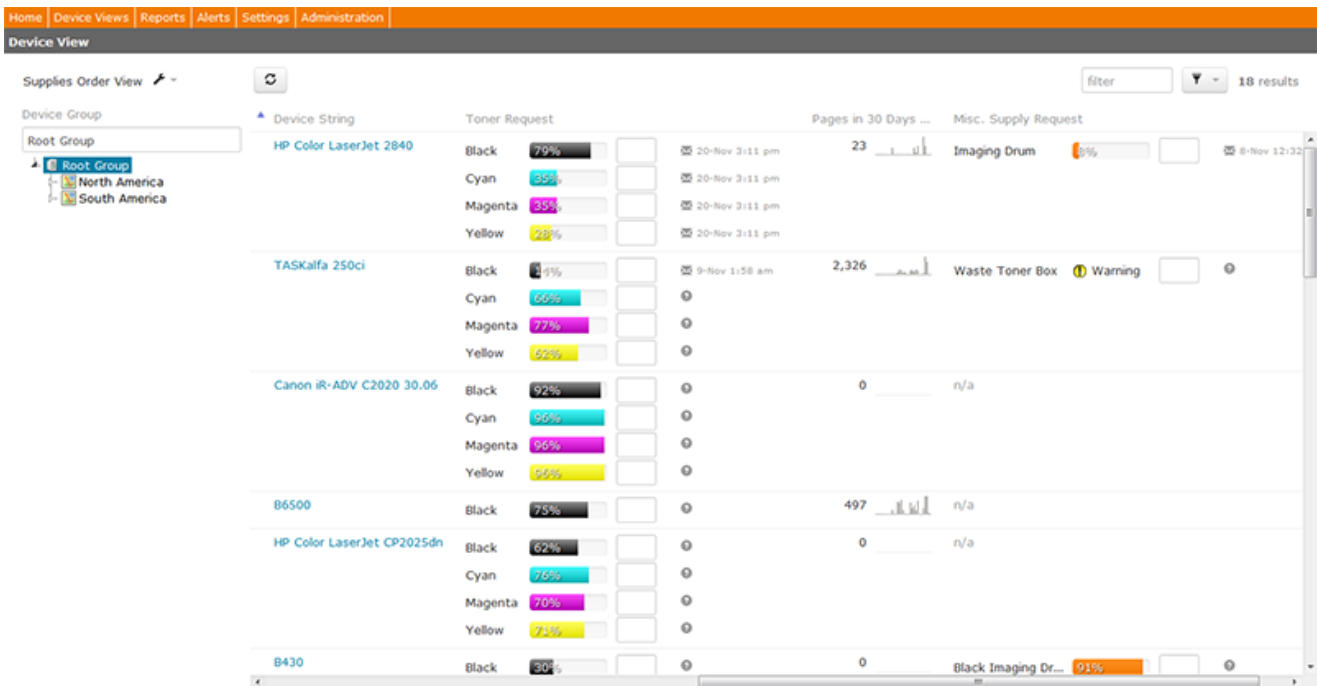 Home Device Views Reports Alerts Settings Administration
Device View
Supplies Order View
filter
18 results
Device Group
Root Group
Root Group
North America
South America
Device String Toner Request Pages in 30 Days ... Misc. Supply Request
HP Color LaserJet 2840 Black 79% 20-Nov 3:11 pm 23 Imaging Drum 8% 8-Nov 12:32
Cyan 35% 20-Nov 3:11 pm
Magenta 35% 20-Nov 3:11 pm
Yellow 28% 20-Nov 3:11 pm
TASKalfa 250ci Black 14% 9-Nov 1:58 am 2,326 Waste Toner Box Warning
Cyan 66%
Magenta 77%
Yellow 62%
Canon iR-ADV C2020 30.06 Black 92% 0 n/a
Cyan 96%
Magenta 96%
Yellow 96%
B6500 Black 75% 497 n/a
HP Color LaserJet CP2025dn Black 62% 0 n/a
Cyan 76%
Magenta 70%
Yellow 71%
B430 Black 30% 0 Black Imaging Dr... 91%